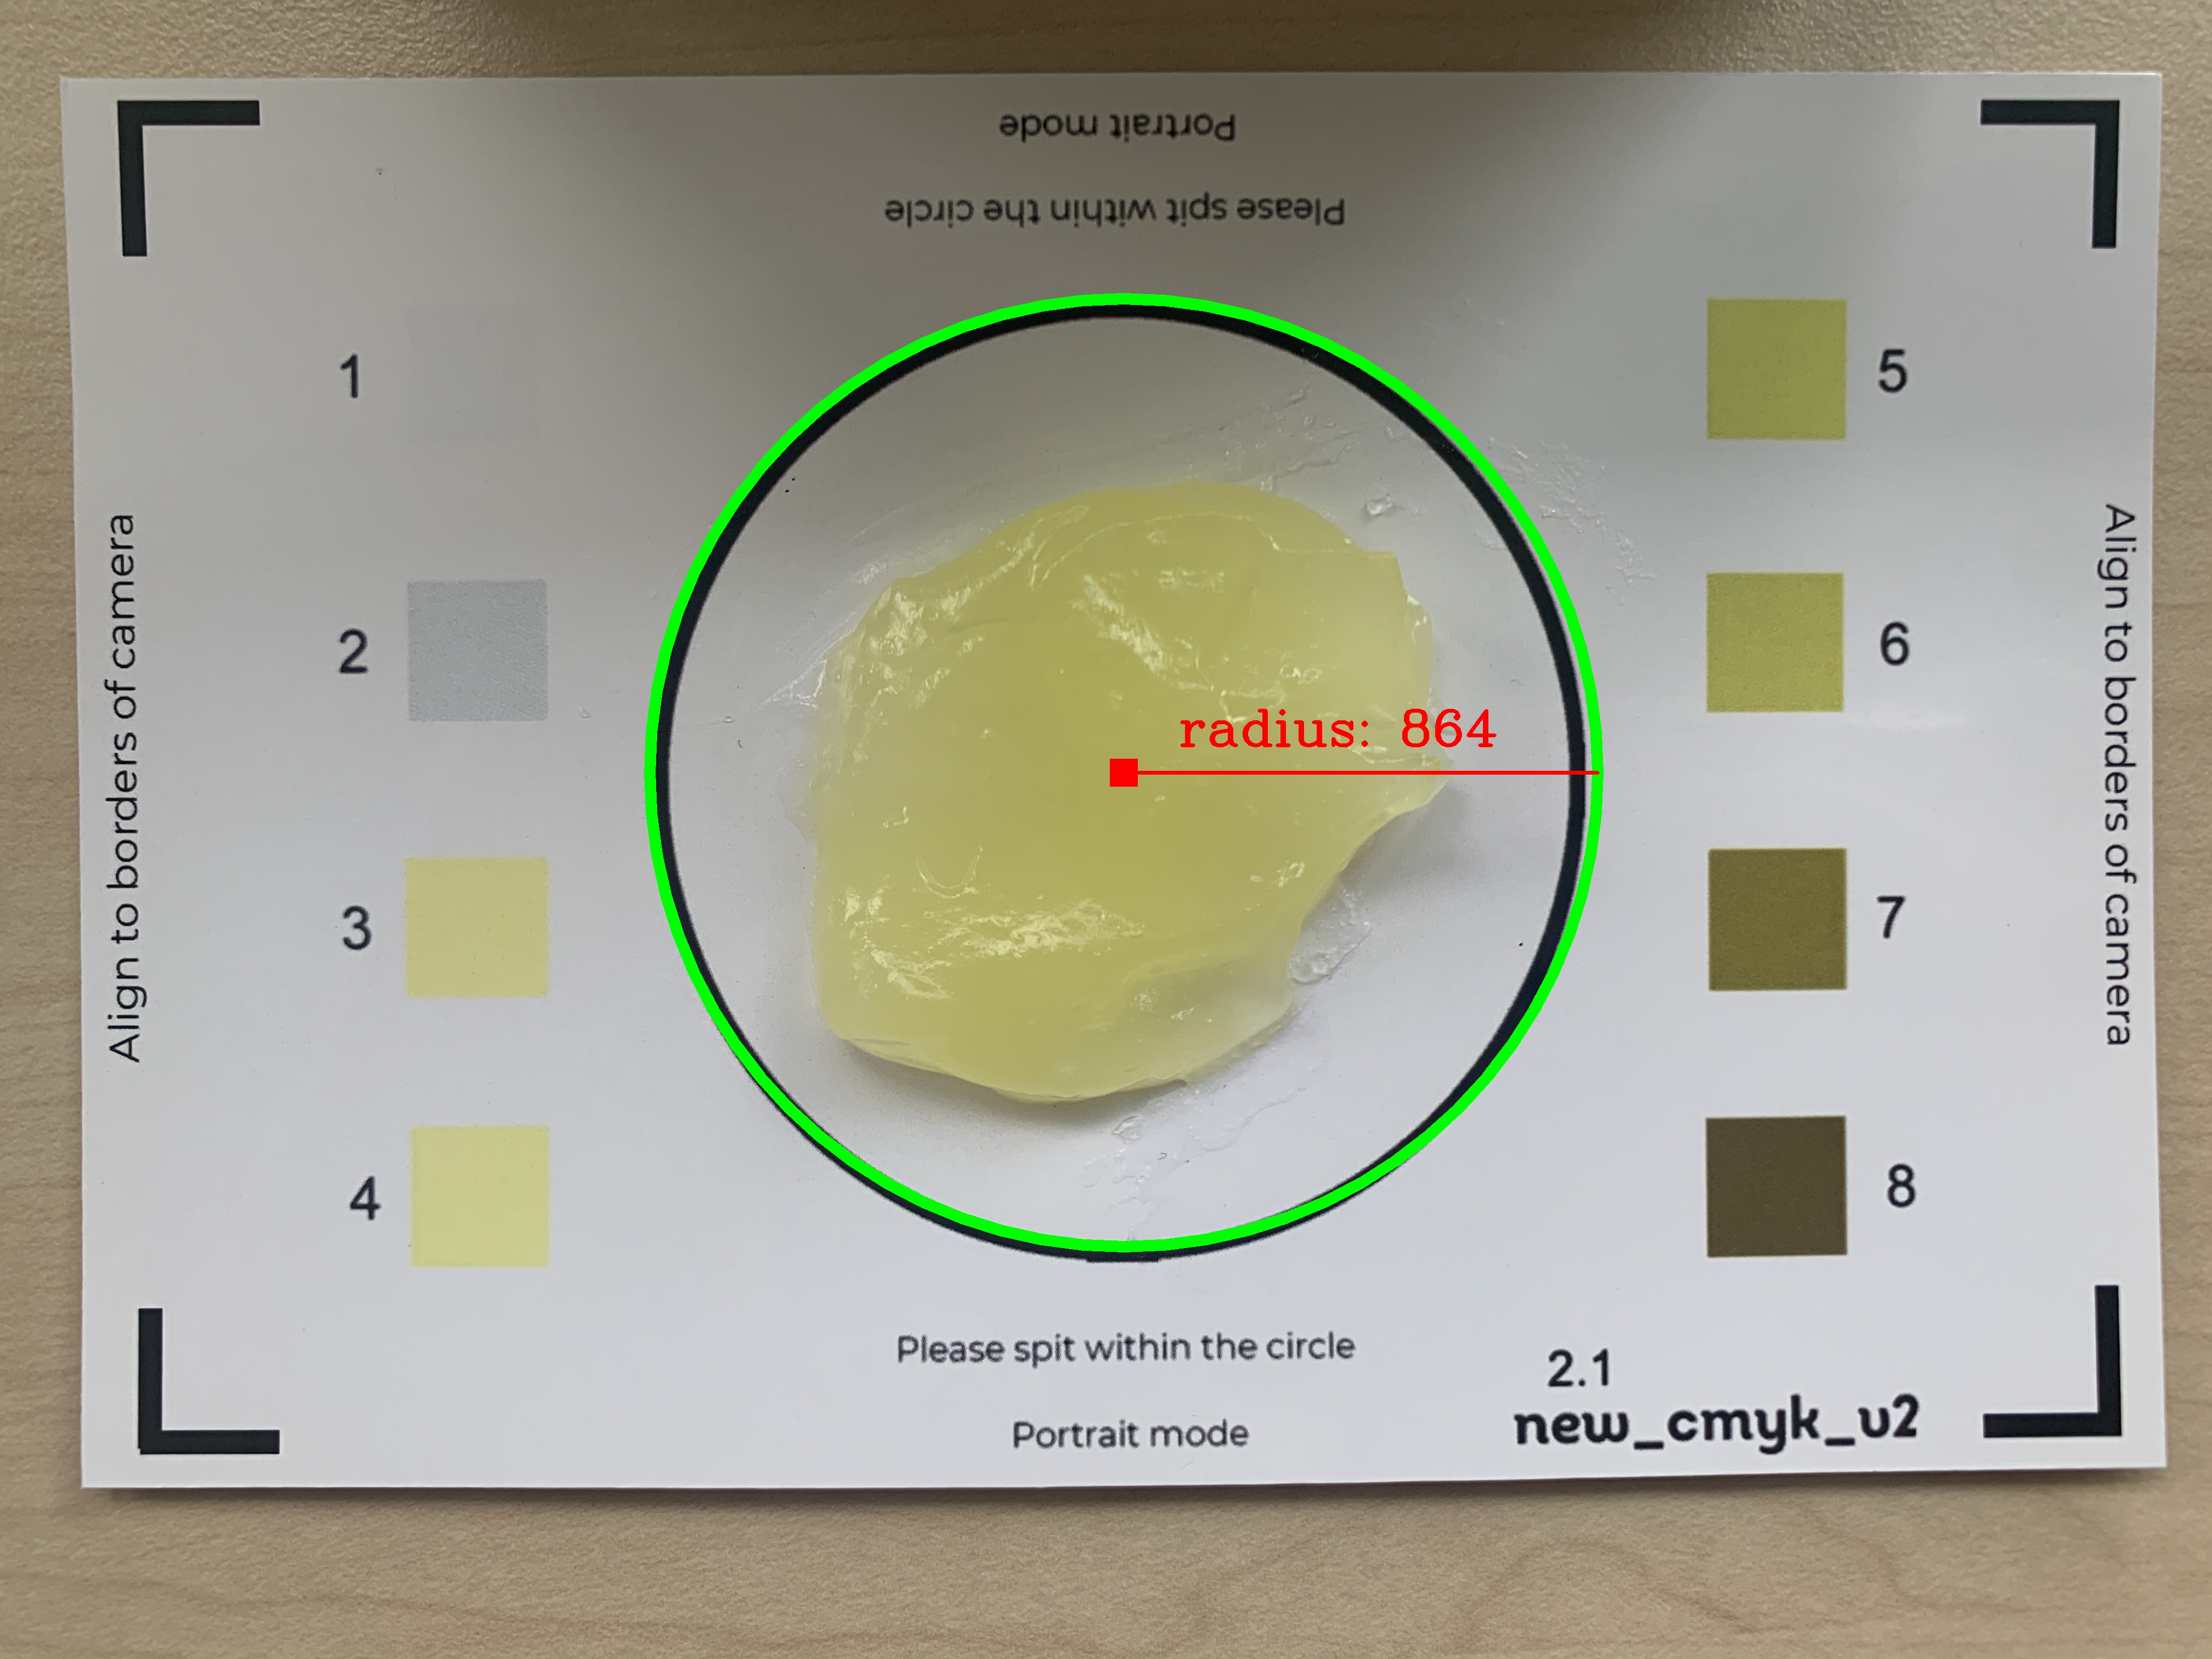 Portrait mode
Please spit within the circle
1
5
2
6
radius: 864
Align to borders of camera
Align to borders of camera
3
7
4
8
Please spit within the circle
2.1
Portrait mode
new_cmyk_v2